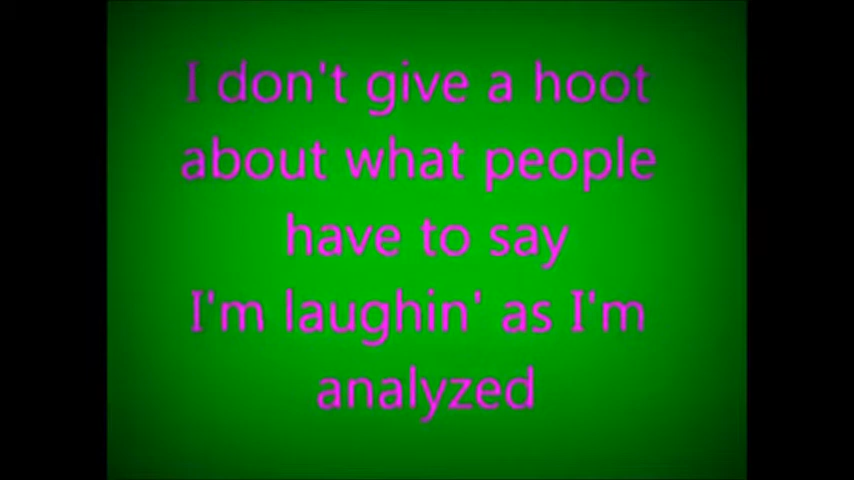 I don't give a hoot
about what people
have to say
I'm laughin' as I'm
analyzed